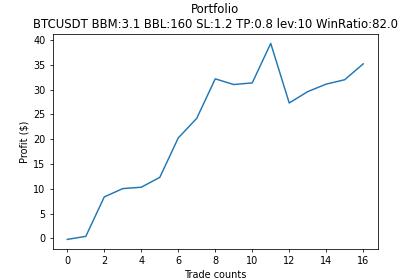 Portfolio
BTCUSDT BBM:3.1 BBL:160 SL:1.2 TP:0.8 lev:10 WinRatio:82.0
40
35
30
25
20
15
10
5
0
Profit ($)
0 2 4 6 8 10 12 14 16
Trade counts